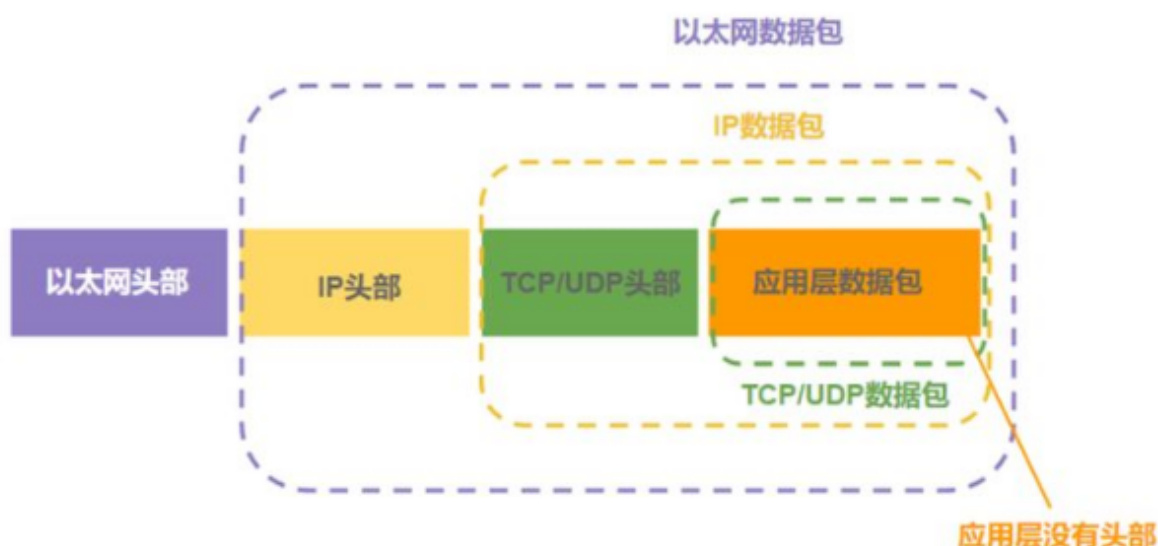 以太网数据包
IP数据包
以太网头部
IP头部
TCP/UDP头部
应用层数据包
TCP/UDP数据包
应用层没有头部